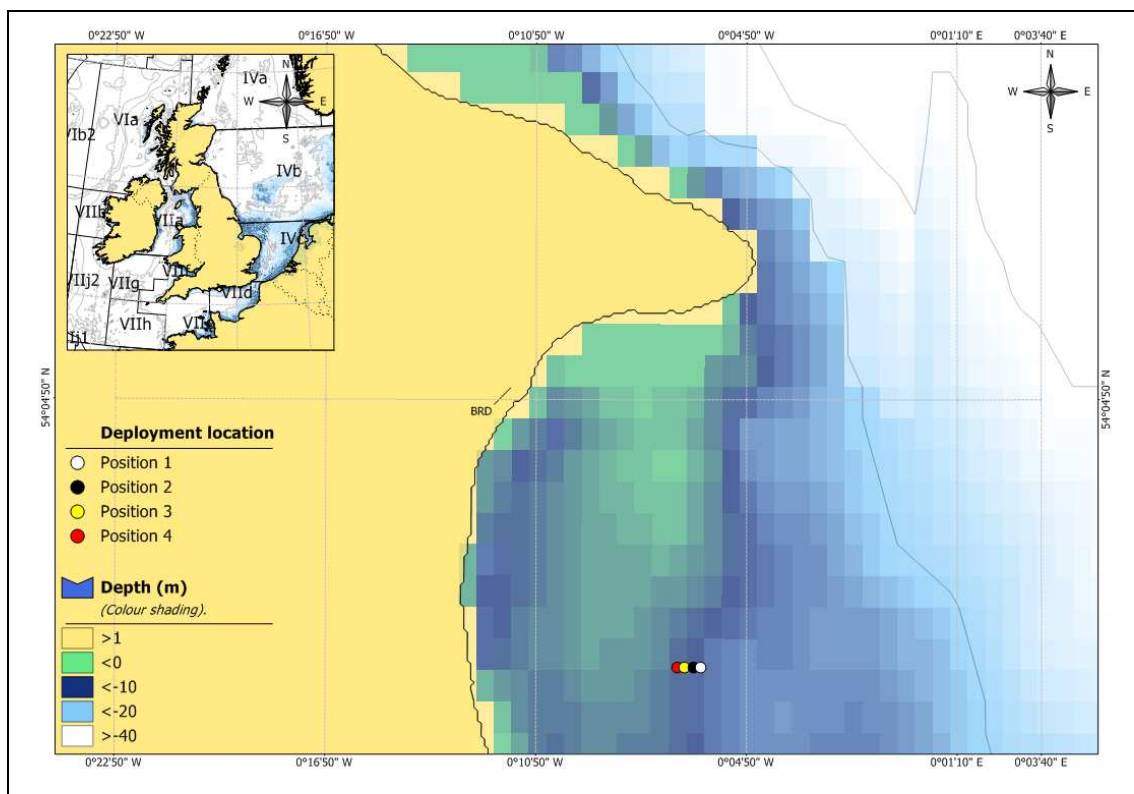 0°22'50" W 0°16'50" W 0°10'50" W 0°04'50" W 0°01'10" E 0°03'40" E
N
W E
S
IVa
VIa
VIb2
IVb
VIIb
VIIa
IVc
VIIj2
VIIg
VIId
VIIh
N
W E
S
54°04'50" N
54°04'50" N
BRD
Deployment location
Position 1
Position 2
Position 3
Position 4
Depth (m)
(Colour shading).
>1
<0
<-10
<-20
>-40
0°22'50" W 0°16'50" W 0°10'50" W 0°04'50" W 0°01'10" E 0°03'40" E